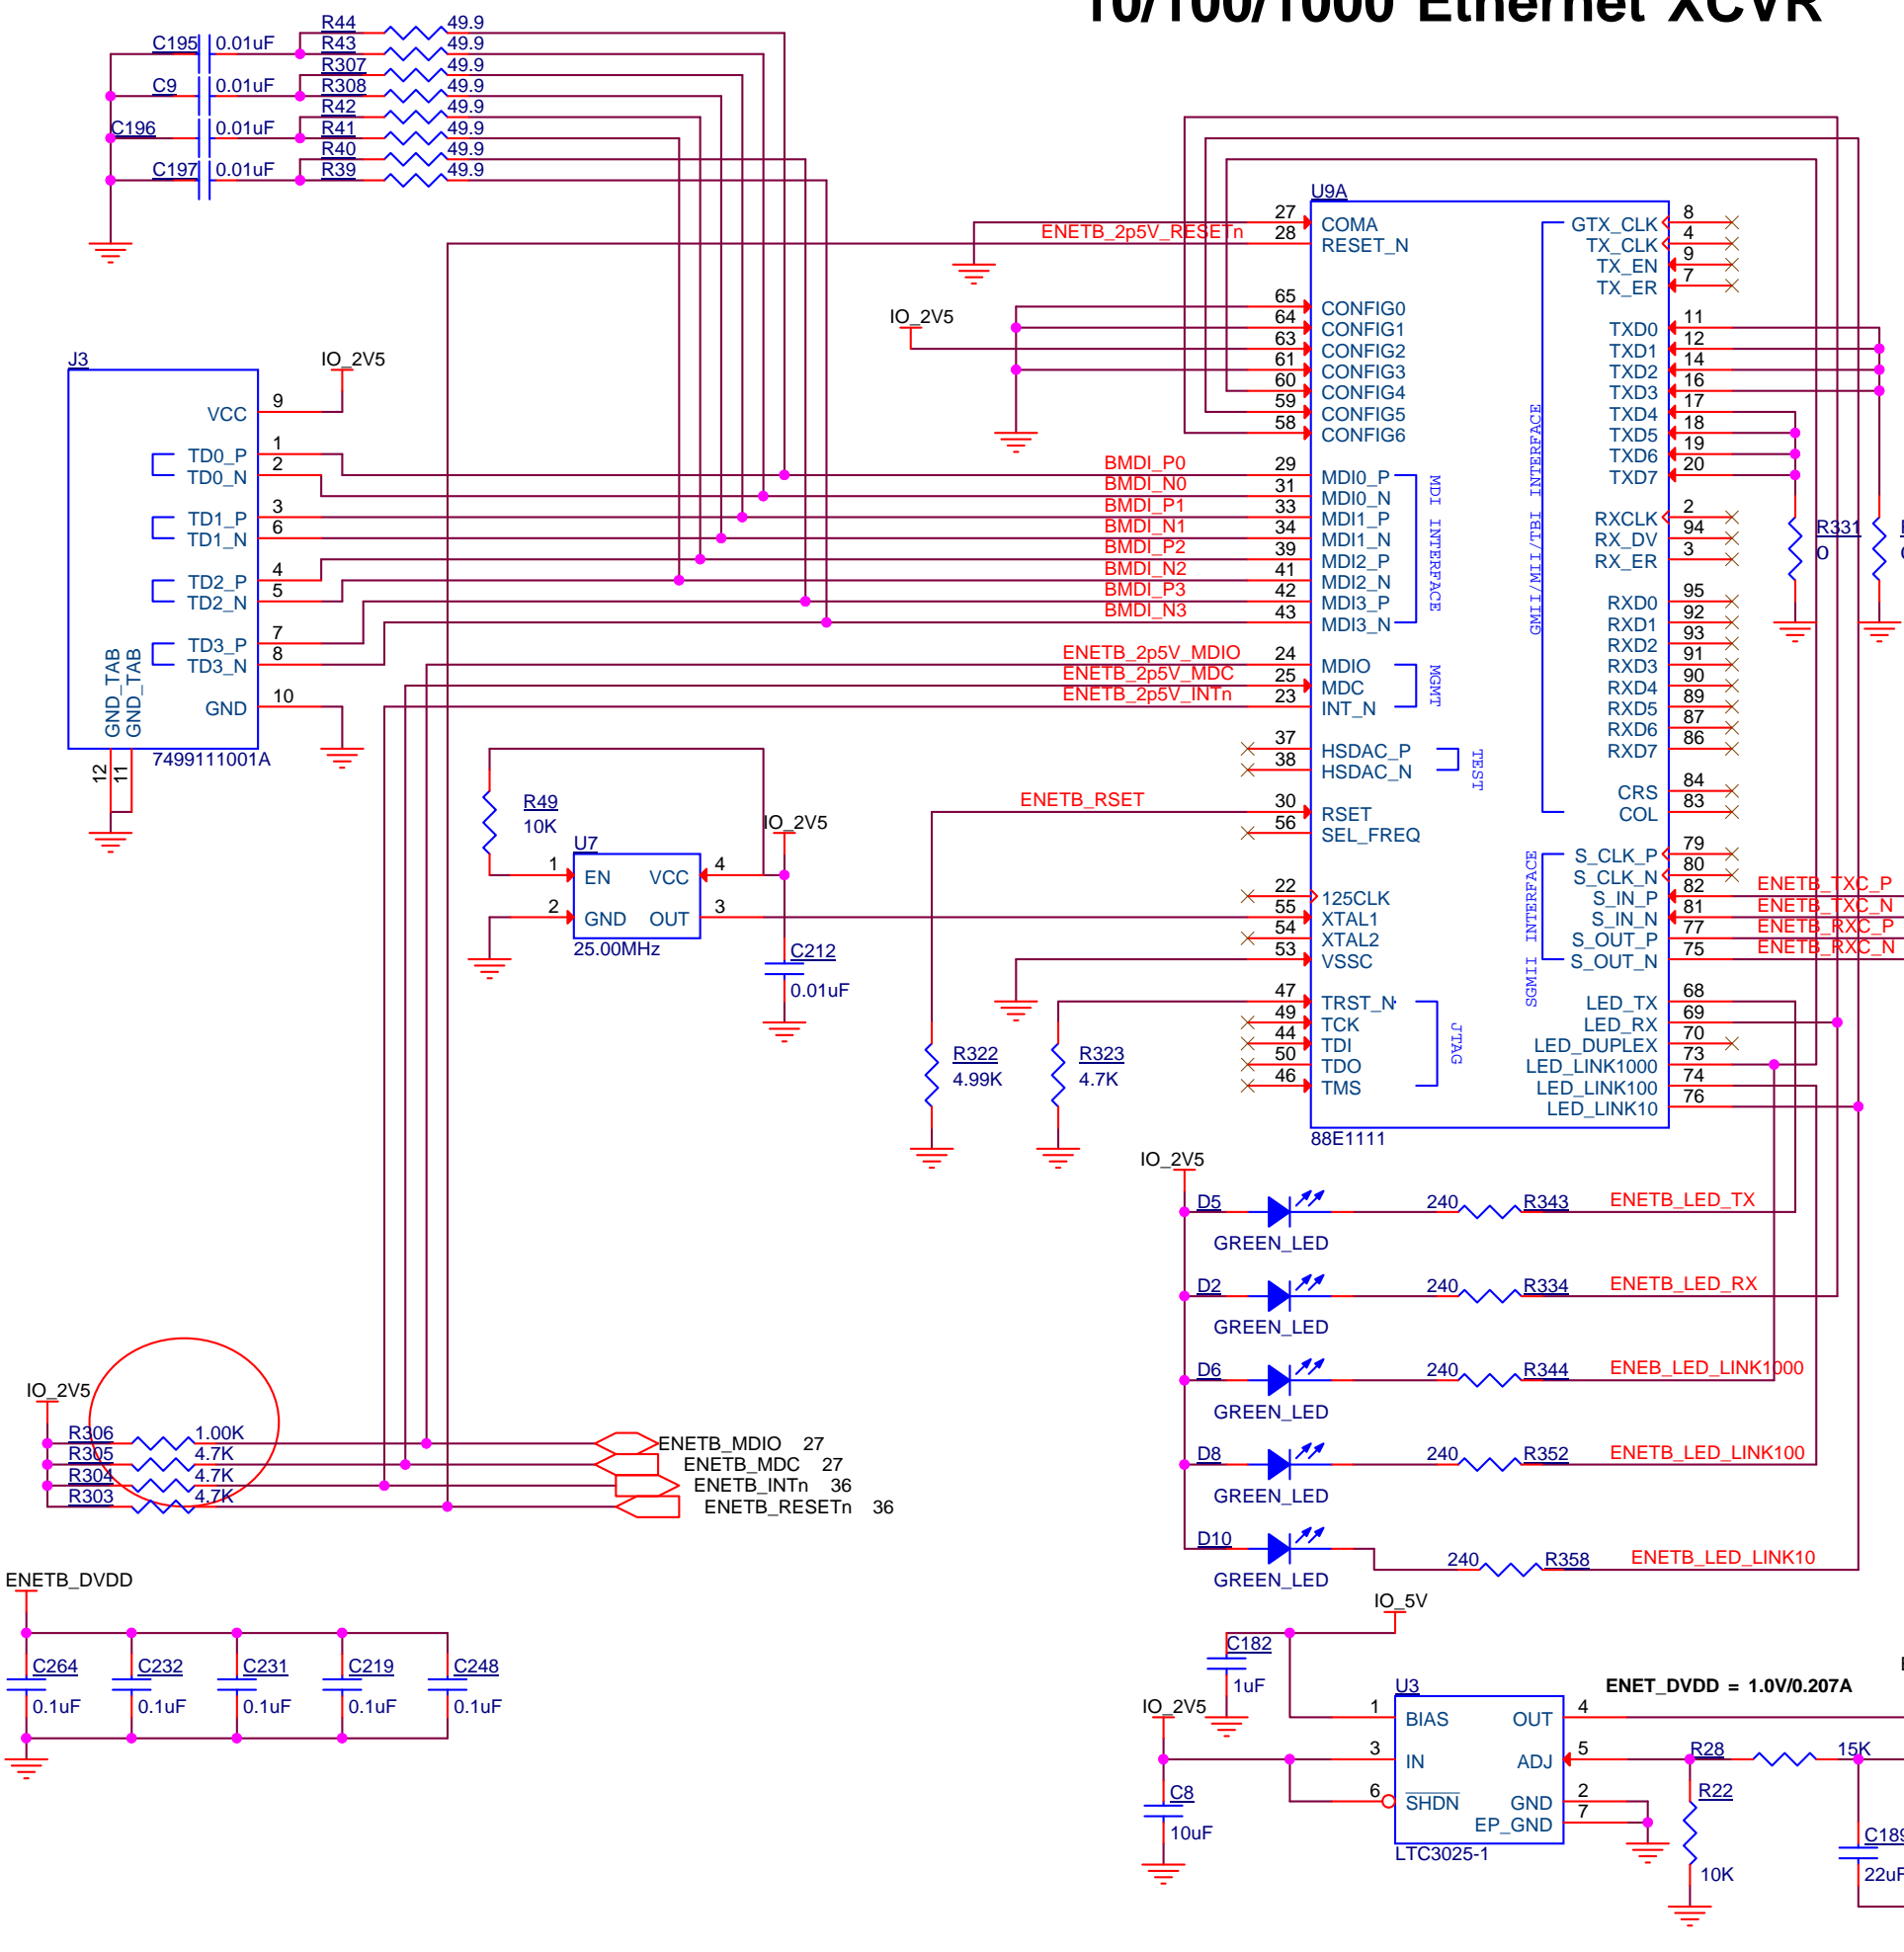 10/100/1000 Ethernet XCVR
R44 49.9
C195 0.01uF R43 49.9
R307 49.9
C9 0.01uF R308 49.9
R42 49.9
C196 0.01uF R41 49.9
R40 49.9
C197 0.01uF R39 49.9
J3
IO_2V5
VCC 9
TD0_P 1
TD0_N 2
TD1_P 3
TD1_N 6
TD2_P 4
TD2_N 5
TD3_P 7
TD3_N 8
GND 10
GND_TAB 12
GND_TAB 11
7499111001A
U9A
27 COMA
ENETB_2p5V_RESETn 28 RESET_N
IO_2V5
65 CONFIG0
64 CONFIG1
63 CONFIG2
61 CONFIG3
60 CONFIG4
59 CONFIG5
58 CONFIG6
BMDI_P0 29 MDI0_P
BMDI_N0 31 MDI0_N
BMDI_P1 33 MDI1_P
BMDI_N1 34 MDI1_N
BMDI_P2 39 MDI2_P
BMDI_N2 41 MDI2_N
BMDI_P3 42 MDI3_P
BMDI_N3 43 MDI3_N
MDI INTERFACE
ENETB_2p5V_MDIO 24 MDIO
ENETB_2p5V_MDC 25 MDC
ENETB_2p5V_INTn 23 INT_N
MGMT
37 HSDAC_P
38 HSDAC_N
TEST
ENETB_RSET 30 RSET
56 SEL_FREQ
22 125CLK
55 XTAL1
54 XTAL2
53 VSSC
47 TRST_N
49 TCK
44 TDI
50 TDO
46 TMS
JTAG
88E1111
GTX_CLK 8
TX_CLK 4
TX_EN 9
TX_ER 7
TXD0 11
TXD1 12
TXD2 14
TXD3 16
TXD4 17
TXD5 18
TXD6 19
TXD7 20
GMII/MII/TBI INTERFACE
RXCLK 2
RX_DV 94
RX_ER 3
R331
0
RXD0 95
RXD1 92
RXD2 93
RXD3 91
RXD4 90
RXD5 89
RXD6 87
RXD7 86
CRS 84
COL 83
SGMII INTERFACE
S_CLK_P 79
S_CLK_N 80
S_IN_P 82 ENETB_TXC_P
S_IN_N 81 ENETB_TXC_N
S_OUT_P 77 ENETB_RXC_P
S_OUT_N 75 ENETB_RXC_N
LED_TX 68
LED_RX 69
LED_DUPLEX 70
LED_LINK1000 73
LED_LINK100 74
LED_LINK10 76
R49
10K
U7
IO_2V5
1 EN VCC 4
2 GND OUT 3
25.00MHz
C212
0.01uF
R322
4.99K
R323
4.7K
IO_2V5
D5 240 R343 ENETB_LED_TX
GREEN_LED
D2 240 R334 ENETB_LED_RX
GREEN_LED
D6 240 R344 ENEB_LED_LINK1000
GREEN_LED
D8 240 R352 ENETB_LED_LINK100
GREEN_LED
D10 240 R358 ENETB_LED_LINK10
GREEN_LED
IO_2V5
R306 1.00K ENETB_MDIO 27
R305 4.7K ENETB_MDC 27
R304 4.7K ENETB_INTn 36
R303 4.7K ENETB_RESETn 36
ENETB_DVDD
C264 C232 C231 C219 C248
0.1uF 0.1uF 0.1uF 0.1uF 0.1uF
IO_5V
C182
1uF
IO_2V5
U3
ENET_DVDD = 1.0V/0.207A
1 BIAS OUT 4
3 IN ADJ 5
6 SHDN GND 2
EP_GND 7
LTC3025-1
C8
10uF
R28 15K
R22
10K
C189
22uF